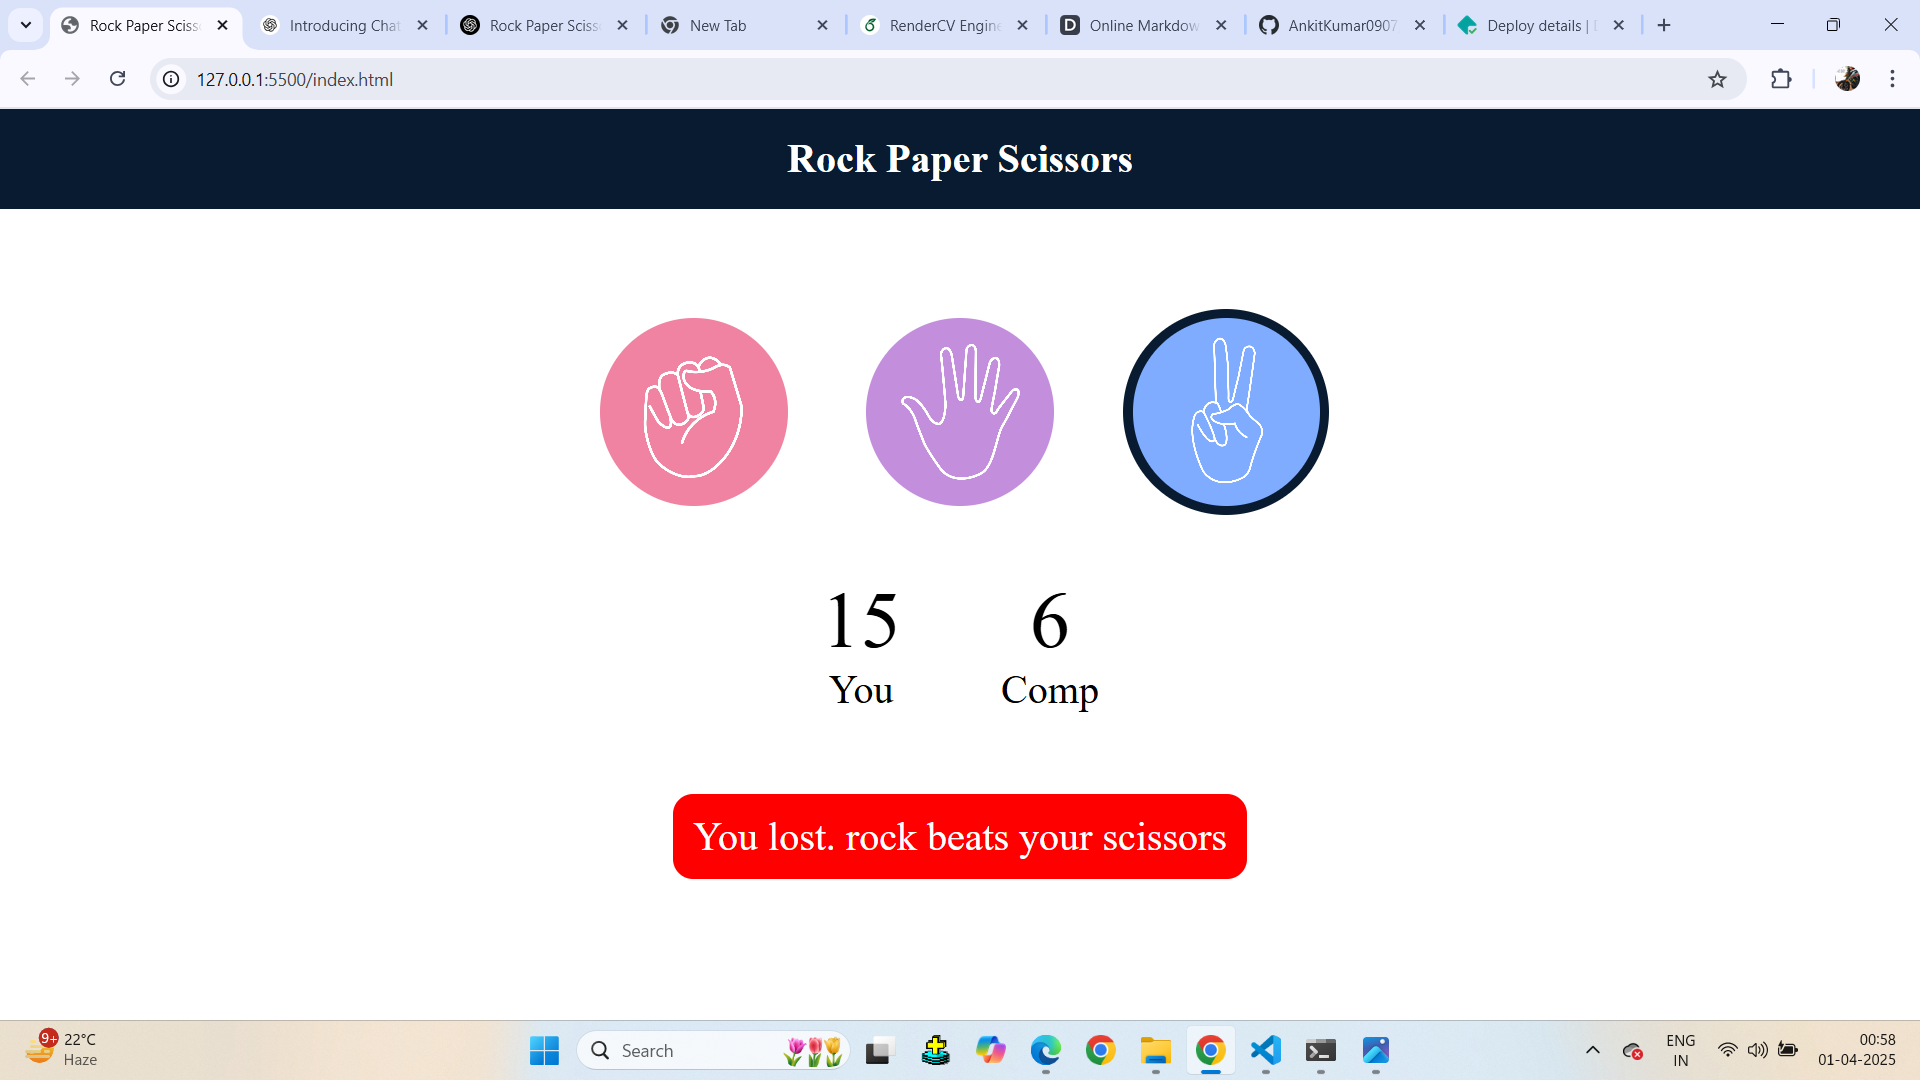 Rock Paper Sciss
Introducing Chat
Rock Paper Sciss
New Tab
RenderCV Engine
D
Online Markdow
AnkitKumar0907
Deploy details |
127.0.0.1:5500/index.html
Rock Paper Scissors
15
6
You
Comp
You lost. rock beats your scissors
9+
22°C
Haze
Search
ENG
IN
00:58
01-04-2025